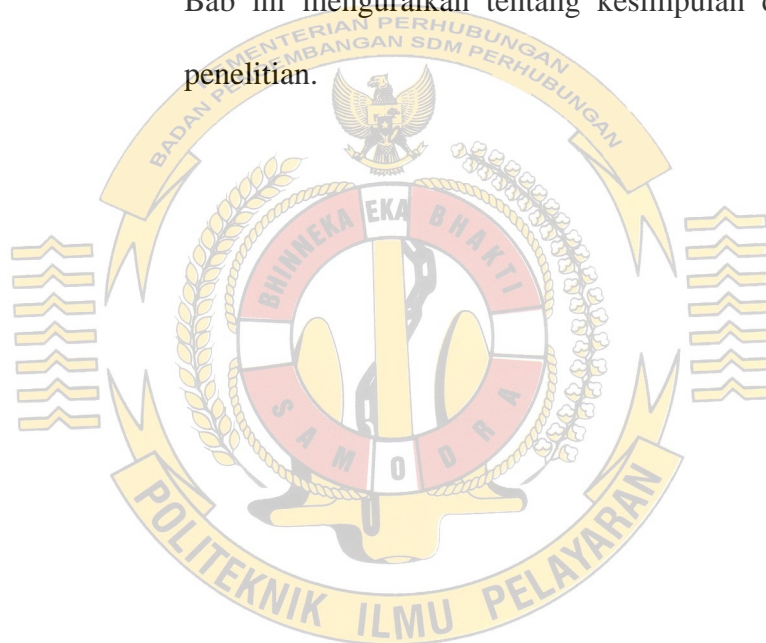 Bab ini menguraikan tentang kesimpulan
penelitian.
KEMENTERIAN PERHUBUNGAN
BADAN PENGEMBANGAN SDM PERHUBUNGAN
BHINNEKA EKA BHAKTI
SAMODRA
POLITEKNIK ILMU PELAYARAN